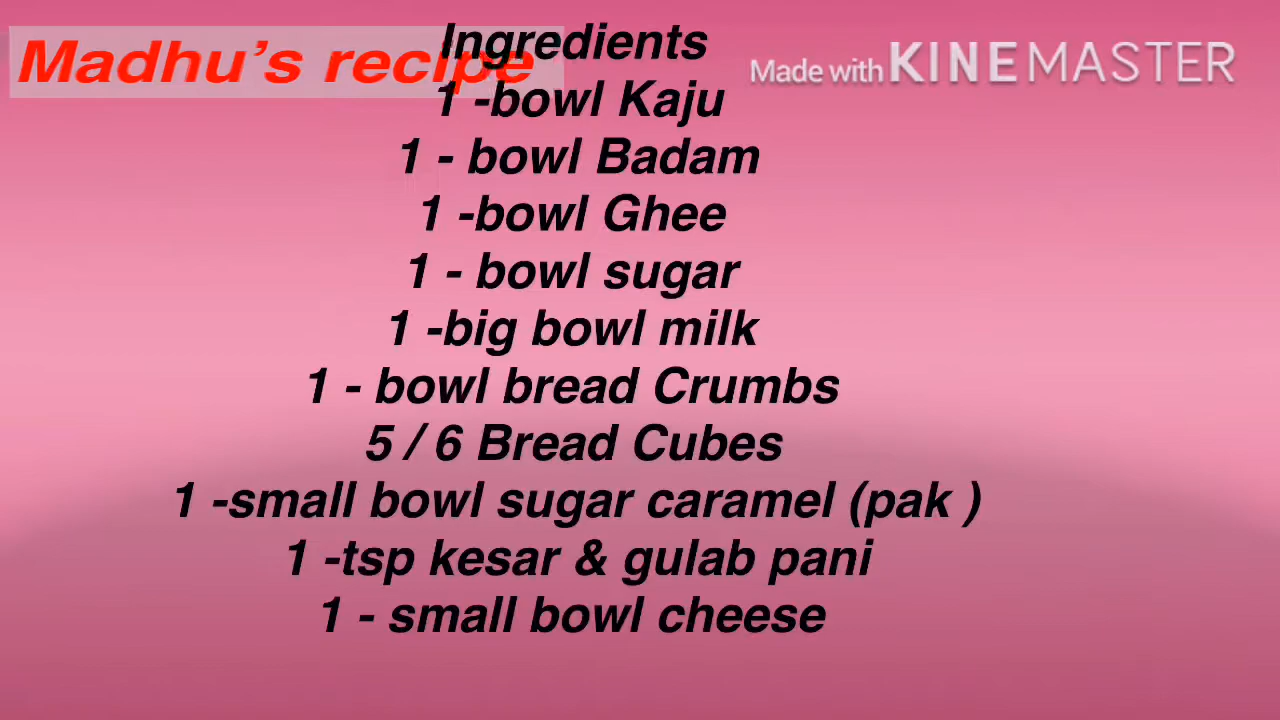 Madhu's recipe
Made with KINEMASTER
Ingredients
1 -bowl Kaju
1 - bowl Badam
1 -bowl Ghee
1 - bowl sugar
1 -big bowl milk
1 - bowl bread Crumbs
5 / 6 Bread Cubes
1 -small bowl sugar caramel (pak )
1 -tsp kesar & gulab pani
1 - small bowl cheese